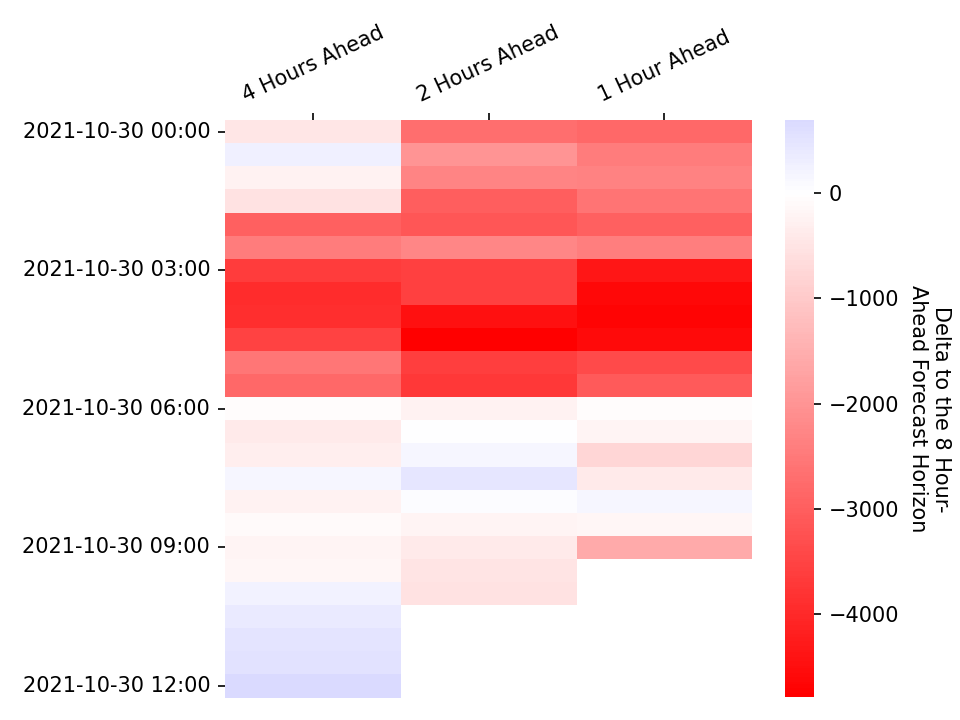 4 Hours Ahead
2 Hours Ahead
1 Hour Ahead
2021-10-30 00:00
2021-10-30 03:00
2021-10-30 06:00
2021-10-30 09:00
2021-10-30 12:00
0
−1000
−2000
−3000
−4000
Delta to the 8 Hour-
Ahead Forecast Horizon